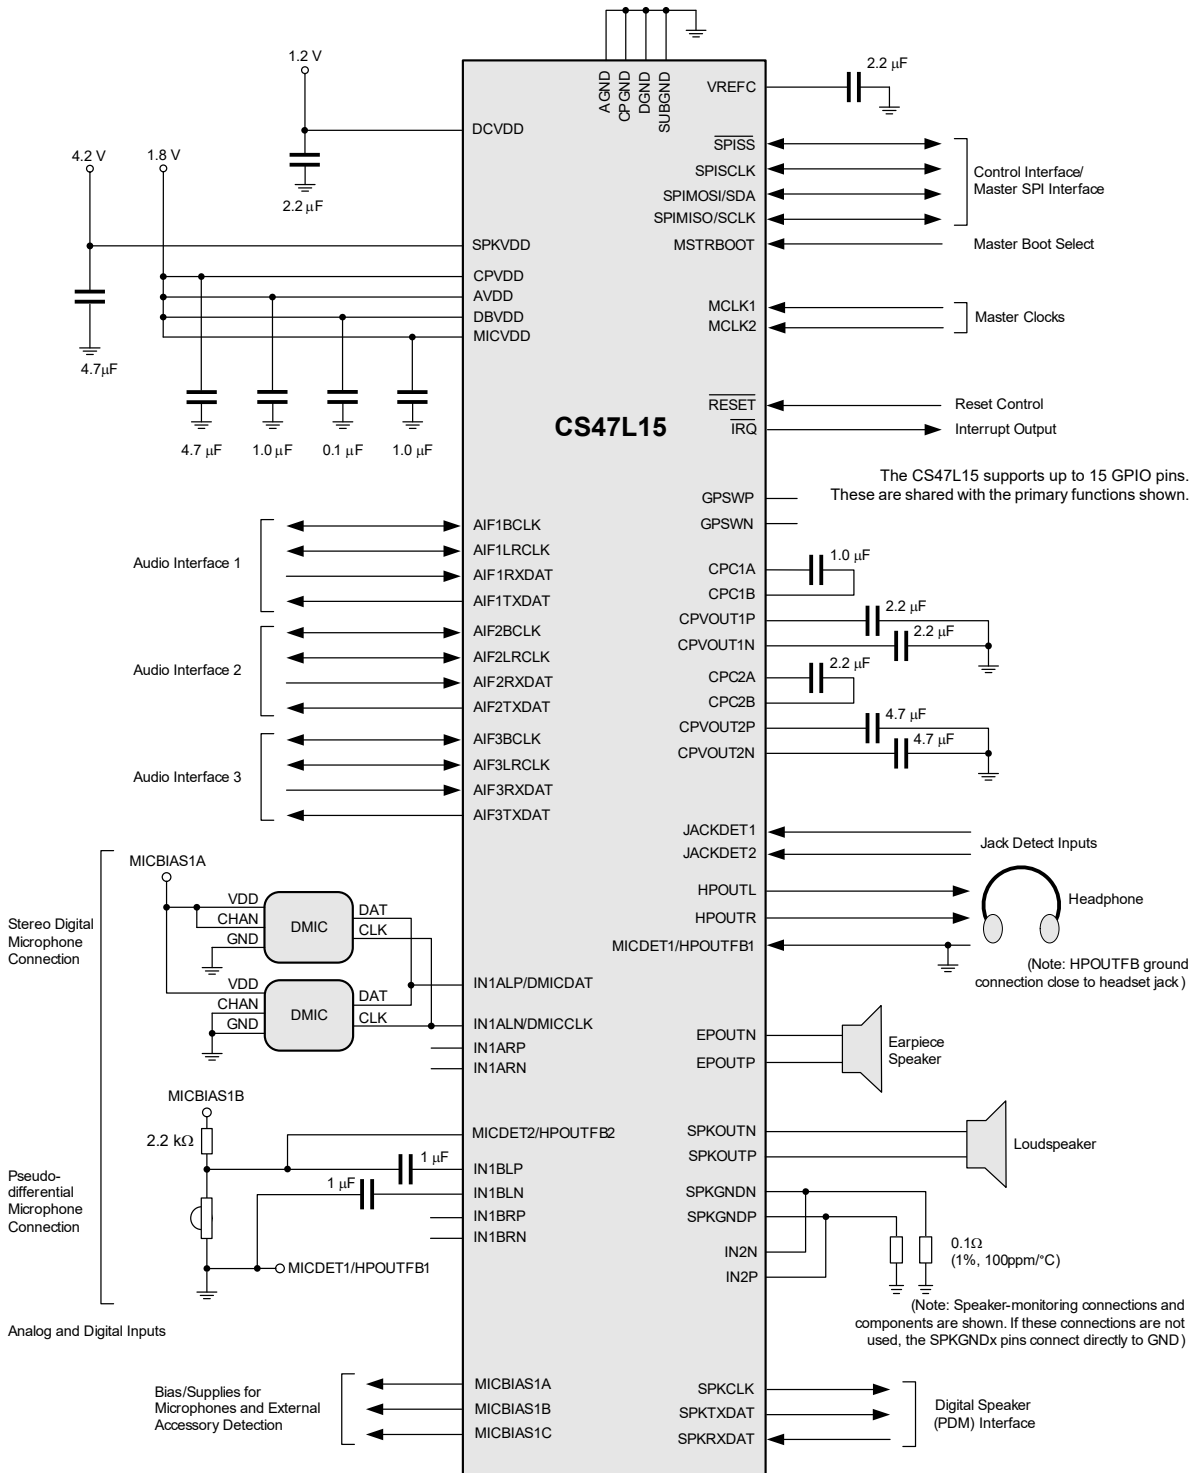 1.2 V
AGND
CPGND
DGND
SUBGND
VREFC
2.2 µF
DCVDD
2.2 µF
4.2 V
1.8 V
SPISS
SPISCLK
SPIMOSI/SDA
SPIMISO/SCLK
Control Interface/
Master SPI Interface
MSTRBOOT
Master Boot Select
SPKVDD
CPVDD
AVDD
DBVDD
MICVDD
4.7µF
4.7 µF
1.0 µF
0.1 µF
1.0 µF
MCLK1
MCLK2
Master Clocks
CS47L15
RESET
Reset Control
IRQ
Interrupt Output
The CS47L15 supports up to 15 GPIO pins.
These are shared with the primary functions shown.
GPSWP
GPSWN
Audio Interface 1
AIF1BCLK
AIF1LRCLK
AIF1RXDAT
AIF1TXDAT
Audio Interface 2
AIF2BCLK
AIF2LRCLK
AIF2RXDAT
AIF2TXDAT
Audio Interface 3
AIF3BCLK
AIF3LRCLK
AIF3RXDAT
AIF3TXDAT
CPC1A
1.0 µF
CPC1B
CPVOUT1P
2.2 µF
CPVOUT1N
2.2 µF
CPC2A
2.2 µF
CPC2B
CPVOUT2P
4.7 µF
CPVOUT2N
4.7 µF
JACKDET1
JACKDET2
Jack Detect Inputs
HPOUTL
HPOUTR
Headphone
MICDET1/HPOUTFB1
(Note: HPOUTFB ground
connection close to headset jack)
Stereo Digital
Microphone
Connection
MICBIAS1A
VDD
CHAN
GND
DMIC
DAT
CLK
VDD
CHAN
GND
DMIC
DAT
CLK
IN1ALP/DMICDAT
IN1ALN/DMICCLK
IN1ARP
IN1ARN
EPOUTN
EPOUTP
Earpiece
Speaker
MICBIAS1B
2.2 kΩ
MICDET2/HPOUTFB2
1 µF
IN1BLP
1 µF
IN1BLN
IN1BRP
IN1BRN
Pseudo-
differential
Microphone
Connection
MICDET1/HPOUTFB1
Analog and Digital Inputs
SPKOUTN
SPKOUTP
Loudspeaker
SPKGNDN
SPKGNDP
IN2N
IN2P
0.1Ω
(1%, 100ppm/°C)
(Note: Speaker-monitoring connections and
components are shown. If these connections are not
used, the SPKGNDx pins connect directly to GND)
Bias/Supplies for
Microphones and External
Accessory Detection
MICBIAS1A
MICBIAS1B
MICBIAS1C
SPKCLK
SPKTXDAT
SPKRXDAT
Digital Speaker
(PDM) Interface